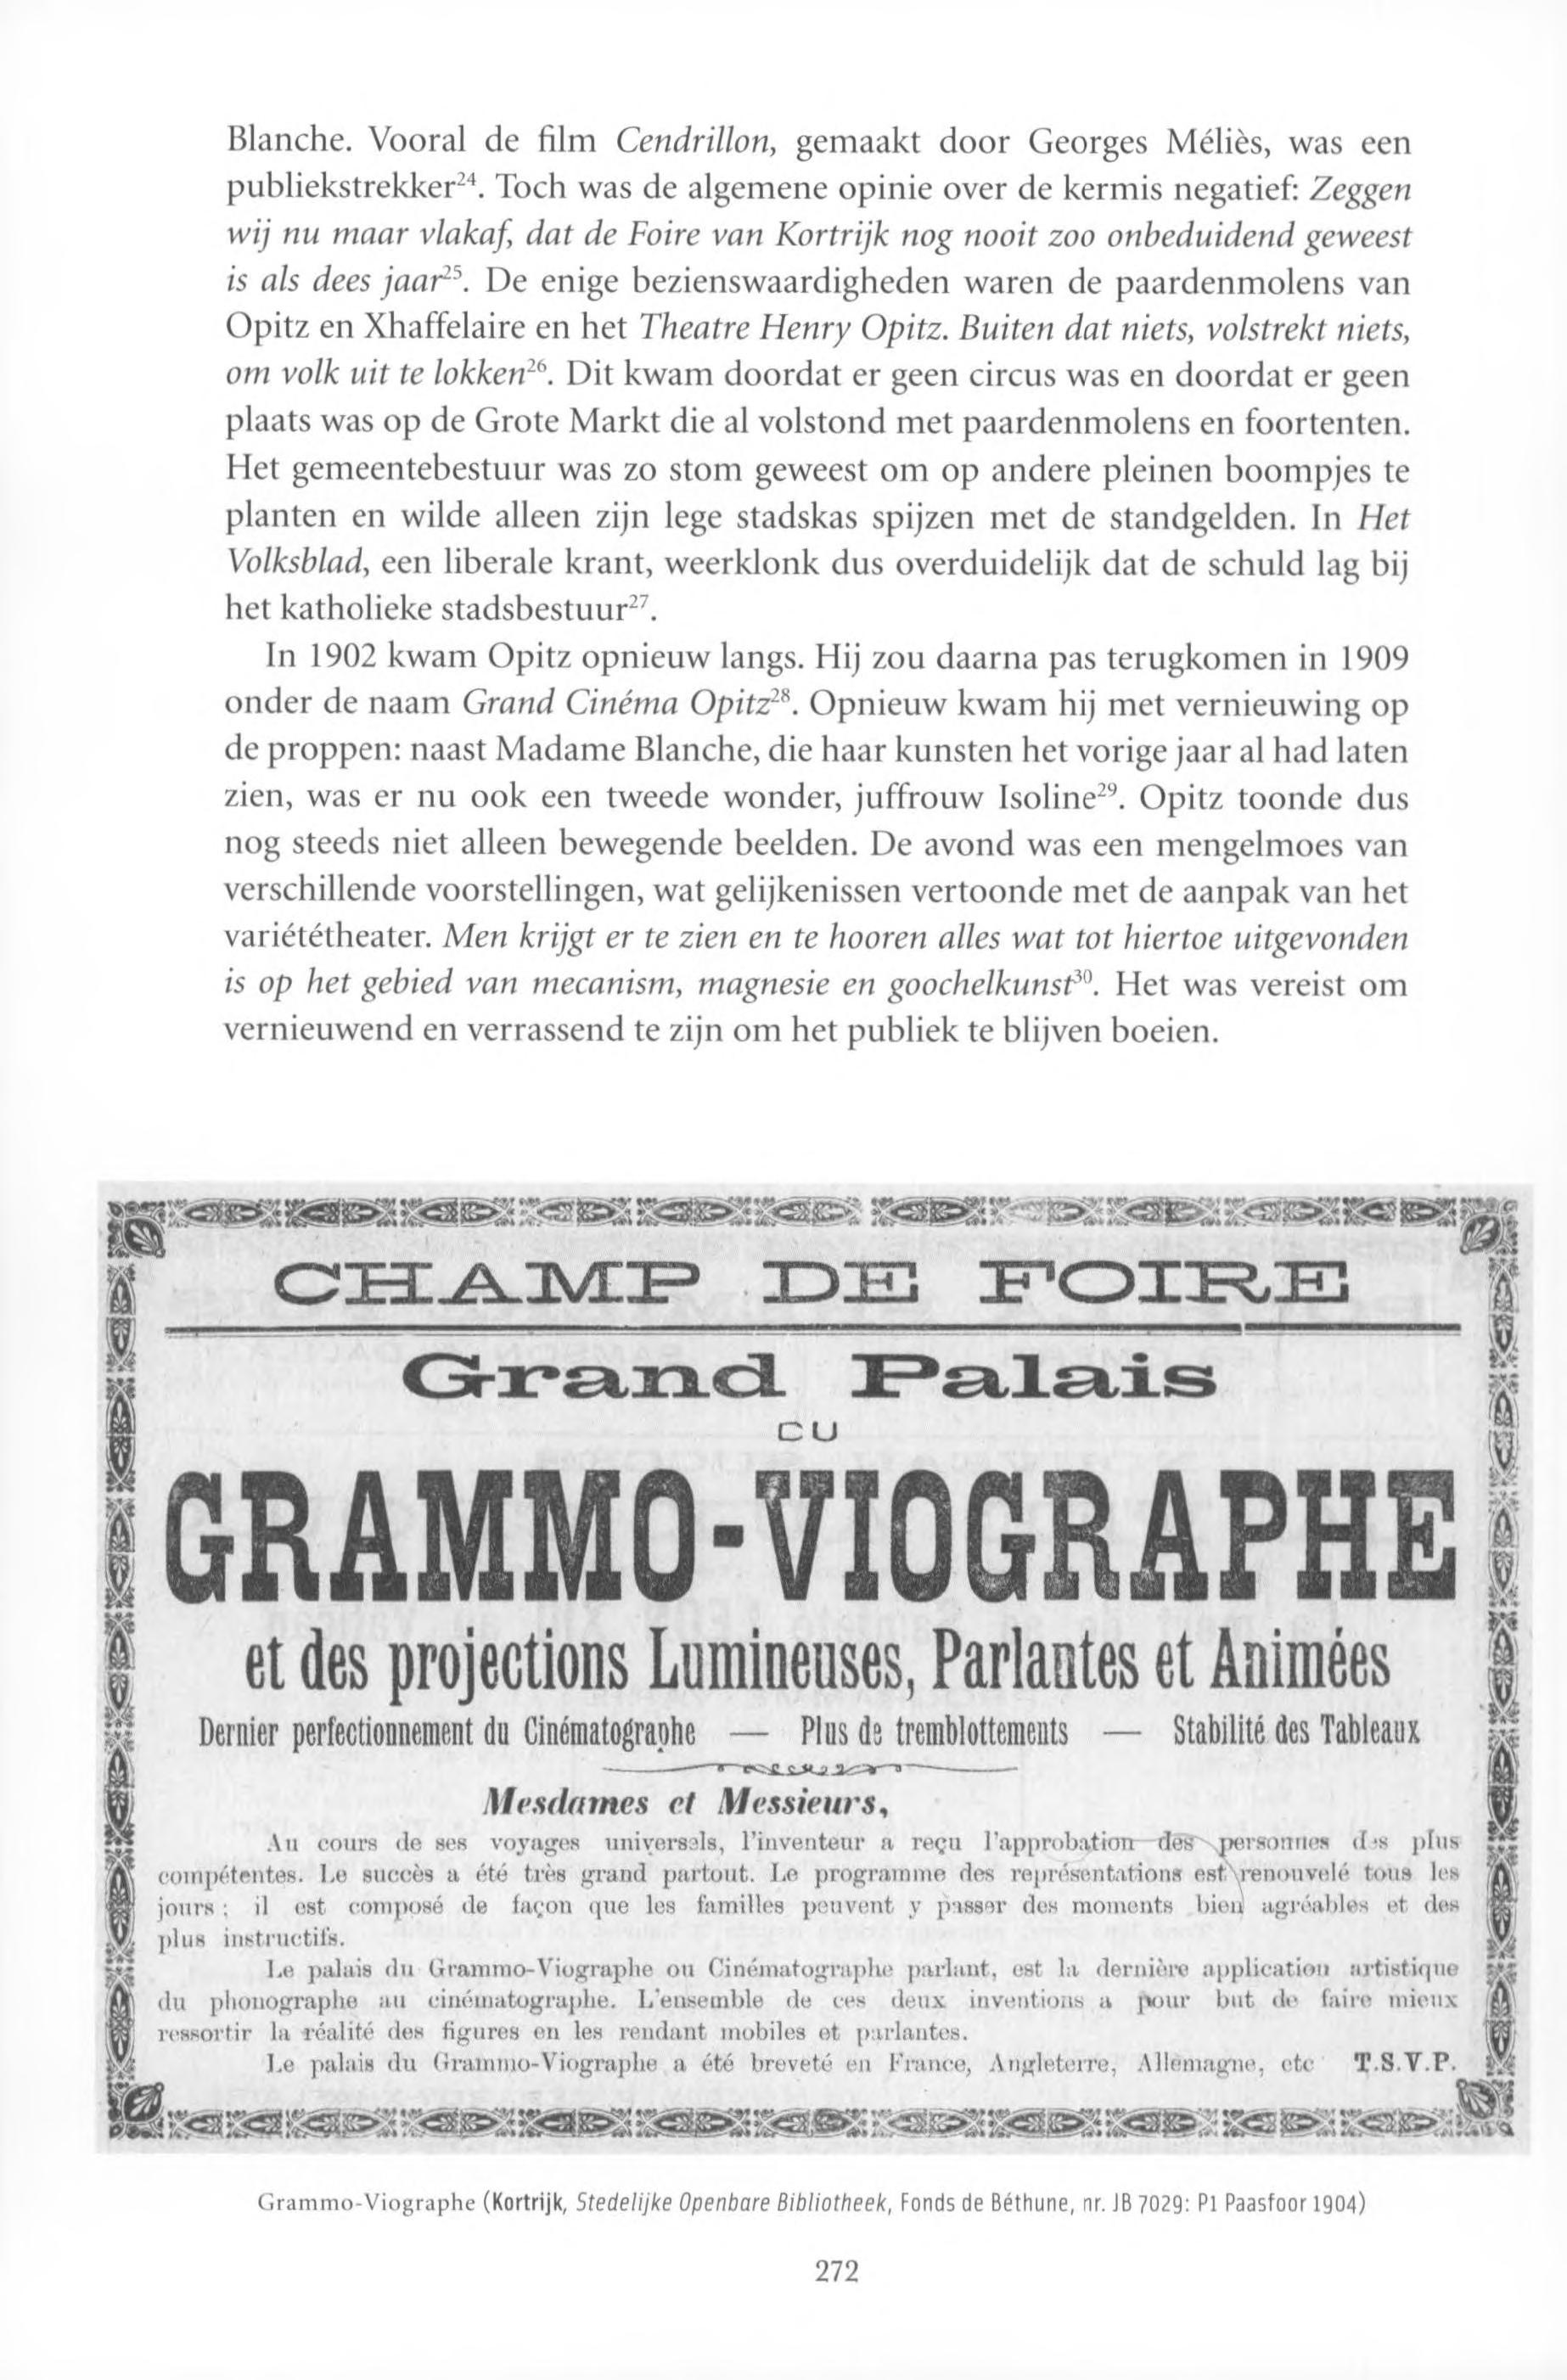 Blanche. Vooral de film Cendrillon, gemaakt door Georges Méliès, was een
publiekstrekker²⁴. Toch was de algemene opinie over de kermis negatief: Zeggen
wij nu maar vlakaf, dat de Foire van Kortrijk nog nooit zoo onbeduidend geweest
is als dees jaar²⁵. De enige bezienswaardigheden waren de paardenmolens van
Opitz en Xhaffelaire en het Theatre Henry Opitz. Buiten dat niets, volstrekt niets,
om volk uit te lokken²⁶. Dit kwam doordat er geen circus was en doordat er geen
plaats was op de Grote Markt die al volstond met paardenmolens en foortenten.
Het gemeentebestuur was zo stom geweest om op andere pleinen boompjes te
planten en wilde alleen zijn lege stadskas spijzen met de standgelden. In Het
Volksblad, een liberale krant, weerklonk dus overduidelijk dat de schuld lag bij
het katholieke stadsbestuur²⁷.
In 1902 kwam Opitz opnieuw langs. Hij zou daarna pas terugkomen in 1909
onder de naam Grand Cinéma Opitz²⁸. Opnieuw kwam hij met vernieuwing op
de proppen: naast Madame Blanche, die haar kunsten het vorige jaar al had laten
zien, was er nu ook een tweede wonder, juffrouw Isoline²⁹. Opitz toonde dus
nog steeds niet alleen bewegende beelden. De avond was een mengelmoes van
verschillende voorstellingen, wat gelijkenissen vertoonde met de aanpak van het
variététheater. Men krijgt er te zien en te hooren alles wat tot hiertoe uitgevonden
is op het gebied van mecanism, magnesie en goochelkunst³⁰. Het was vereist om
vernieuwend en verrassend te zijn om het publiek te blijven boeien.
CHAMP DE FOIRE
Grand Palais
CU
GRAMMO-VIOGRAPHE
et des projections Lumineuses, Parlantes et Animées
Dernier perfectionnement du Cinématographe — Plus de tremblottements — Stabilité des Tableaux
Mesdames et Messieurs,
Au cours de ses voyages universels, l'inventeur a reçu l'approbation des personnes des plus
compétentes. Le succès a été très grand partout. Le programme des représentations est renouvelé tous les
jours ; il est composé de façon que les familles peuvent y passer des moments bien agréables et des
plus instructifs.
Le palais du Grammo-Viographe ou Cinématographe parlant, est la dernière application artistique
du phonographe au cinématographe. L'ensemble de ces deux inventions a pour but de faire mieux
ressortir la réalité des figures en les rendant mobiles et parlantes.
Le palais du Grammo-Viographe a été breveté en France, Angleterre, Allemagne, etc T.S.V.P.
Grammo-Viographe (Kortrijk, Stedelijke Openbare Bibliotheek, Fonds de Béthune, nr. JB 7029: P1 Paasfoor 1904)
272